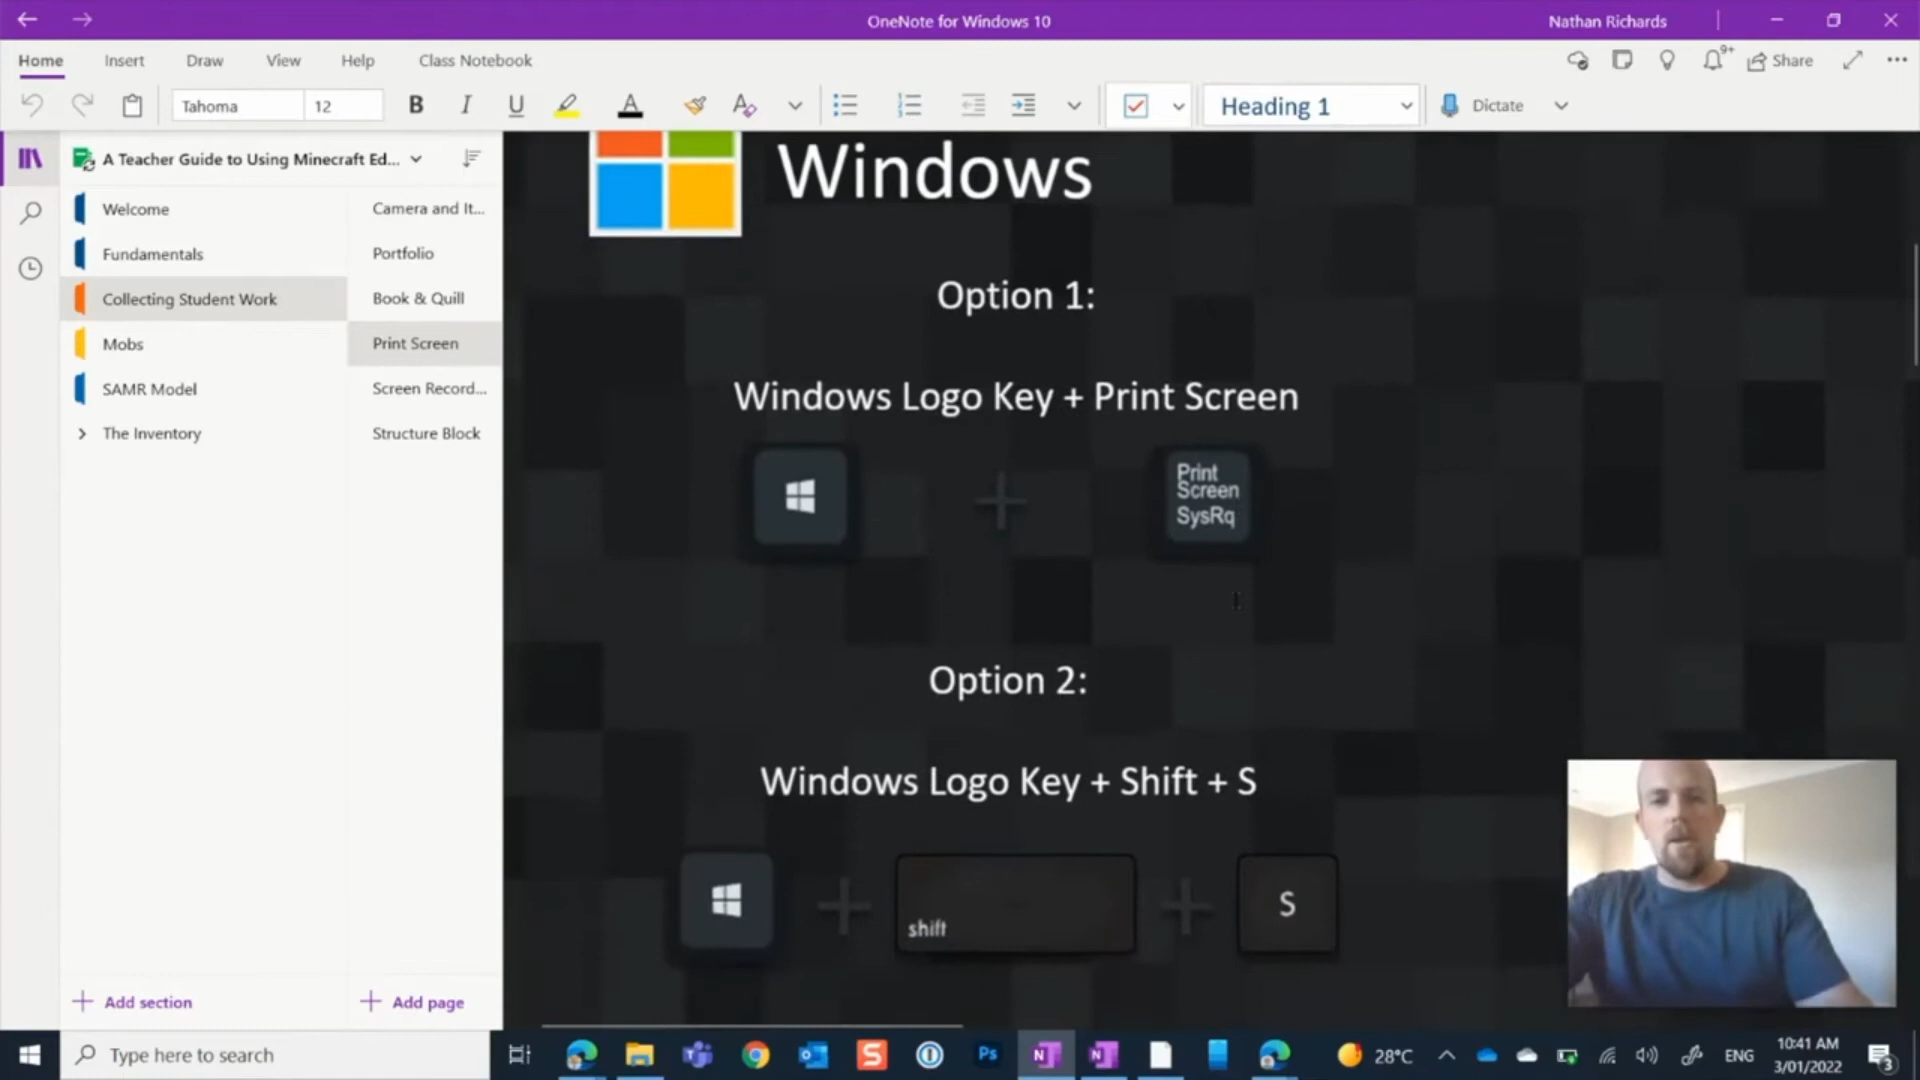 OneNote for Windows 10
Nathan Richards
Home
Insert
Draw
View
Help
Class Notebook
9+
Share
Tahoma
12
B
I
U
A
A
Heading 1
Dictate
A Teacher Guide to Using Minecraft Ed...
Welcome
Fundamentals
Collecting Student Work
Mobs
SAMR Model
The Inventory
Camera and It...
Portfolio
Book & Quill
Print Screen
Screen Record...
Structure Block
Windows
Option 1:
Windows Logo Key + Print Screen
Print
Screen
SysRq
Option 2:
Windows Logo Key + Shift + S
shift
S
Add section
Add page
Type here to search
S
Ps
N
N
28°C
ENG
10:41 AM
3/01/2022
3